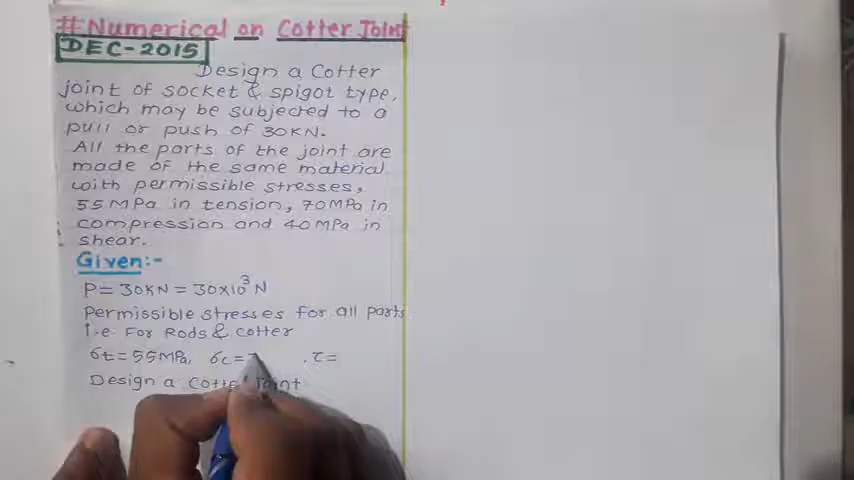 #Numerical on Cotter Joint
DEC-2015
Design a Cotter
joint of socket & spigot type,
which may be subjected to a
pull or push of 30KN.
All the parts of the joint are
made of the same material
with permissible stresses,
55MPa in tension, 70MPa in
compression and 40MPa in
shear.
Given:-
P = 30KN = 30x10³ N
Permissible stresses for all parts
i.e. For Rods & cotter
σt = 55MPa, σc = , τ =
Design a Cotter Joint